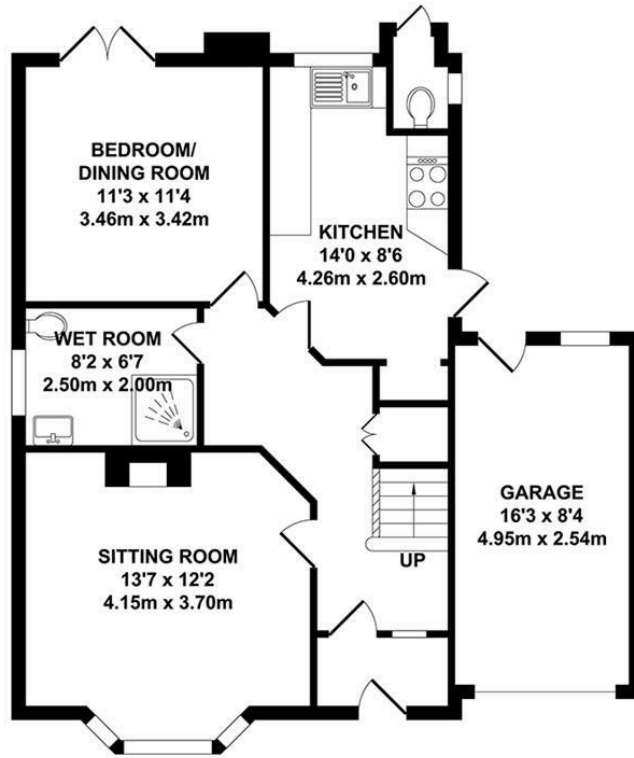 BEDROOM/
DINING ROOM
11'3 x 11'4
3.46m x 3.42m
KITCHEN
14'0 x 8'6
4.26m x 2.60m
WET ROOM
8'2 x 6'7
2.50m x 2.00m
GARAGE
16'3 x 8'4
4.95m x 2.54m
SITTING ROOM
13'7 x 12'2
4.15m x 3.70m
UP